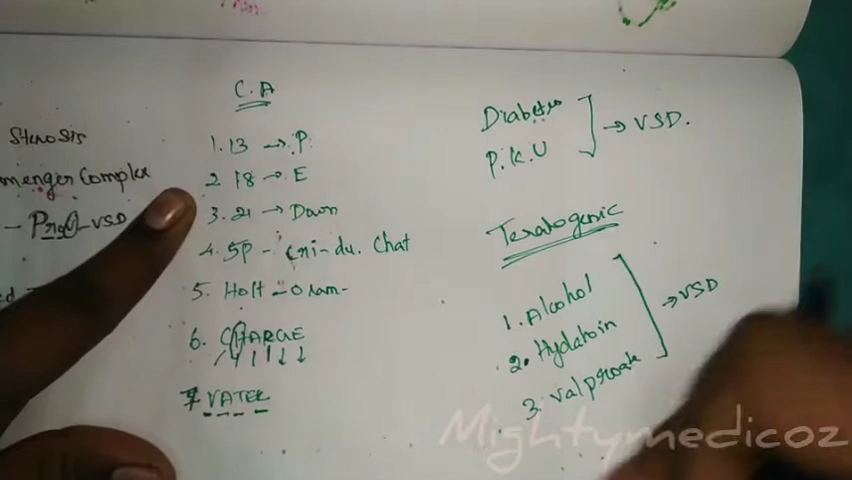 Stenosis
menger Complex
- VSD
C.A
1. 13 → P.
2 18 → E
3. 21 → Down
4. 5p - Cri-du. Chat
5. Holt - Oram-
6. CHARGE
7 VATER
Diabetes
P.K.U
→ VSD.
Teratogenic
1. Alcohol
2. Hydatoin
3. Valproate
→ VSD
Mightymedicoz